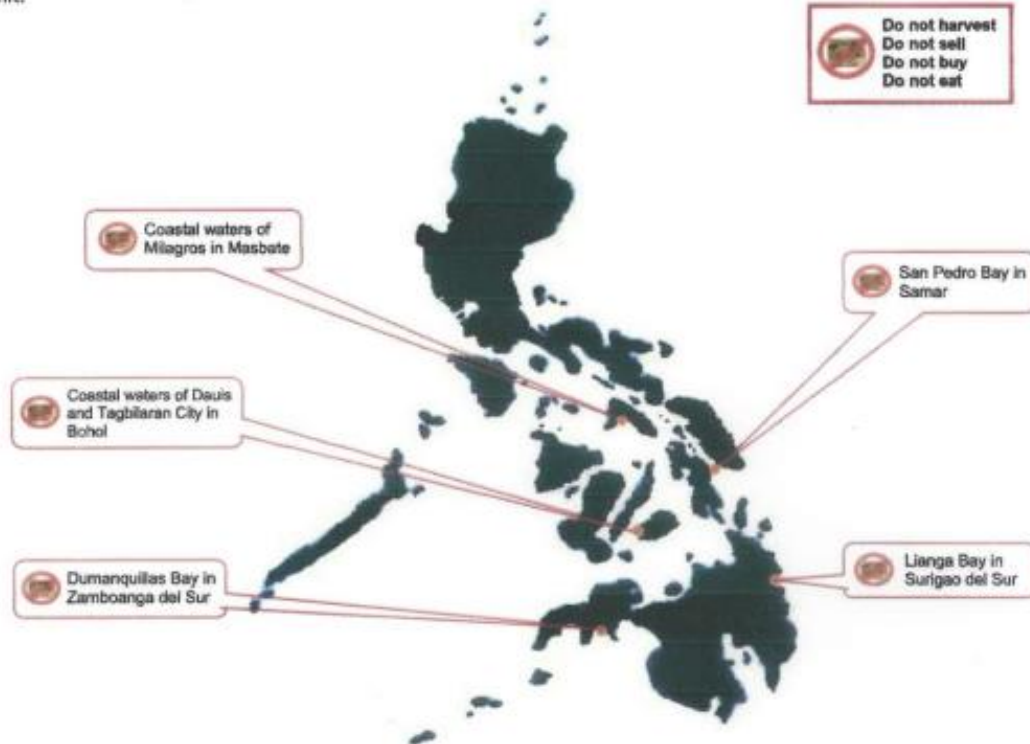 Do not harvest
Do not sell
Do not buy
Do not eat
Coastal waters of
Milagros in Masbate
San Pedro Bay in
Samar
Coastal waters of Dauis
and Tagbilaran City in
Bohol
Dumanquillas Bay in
Zamboanga del Sur
Lianga Bay in
Surigao del Sur